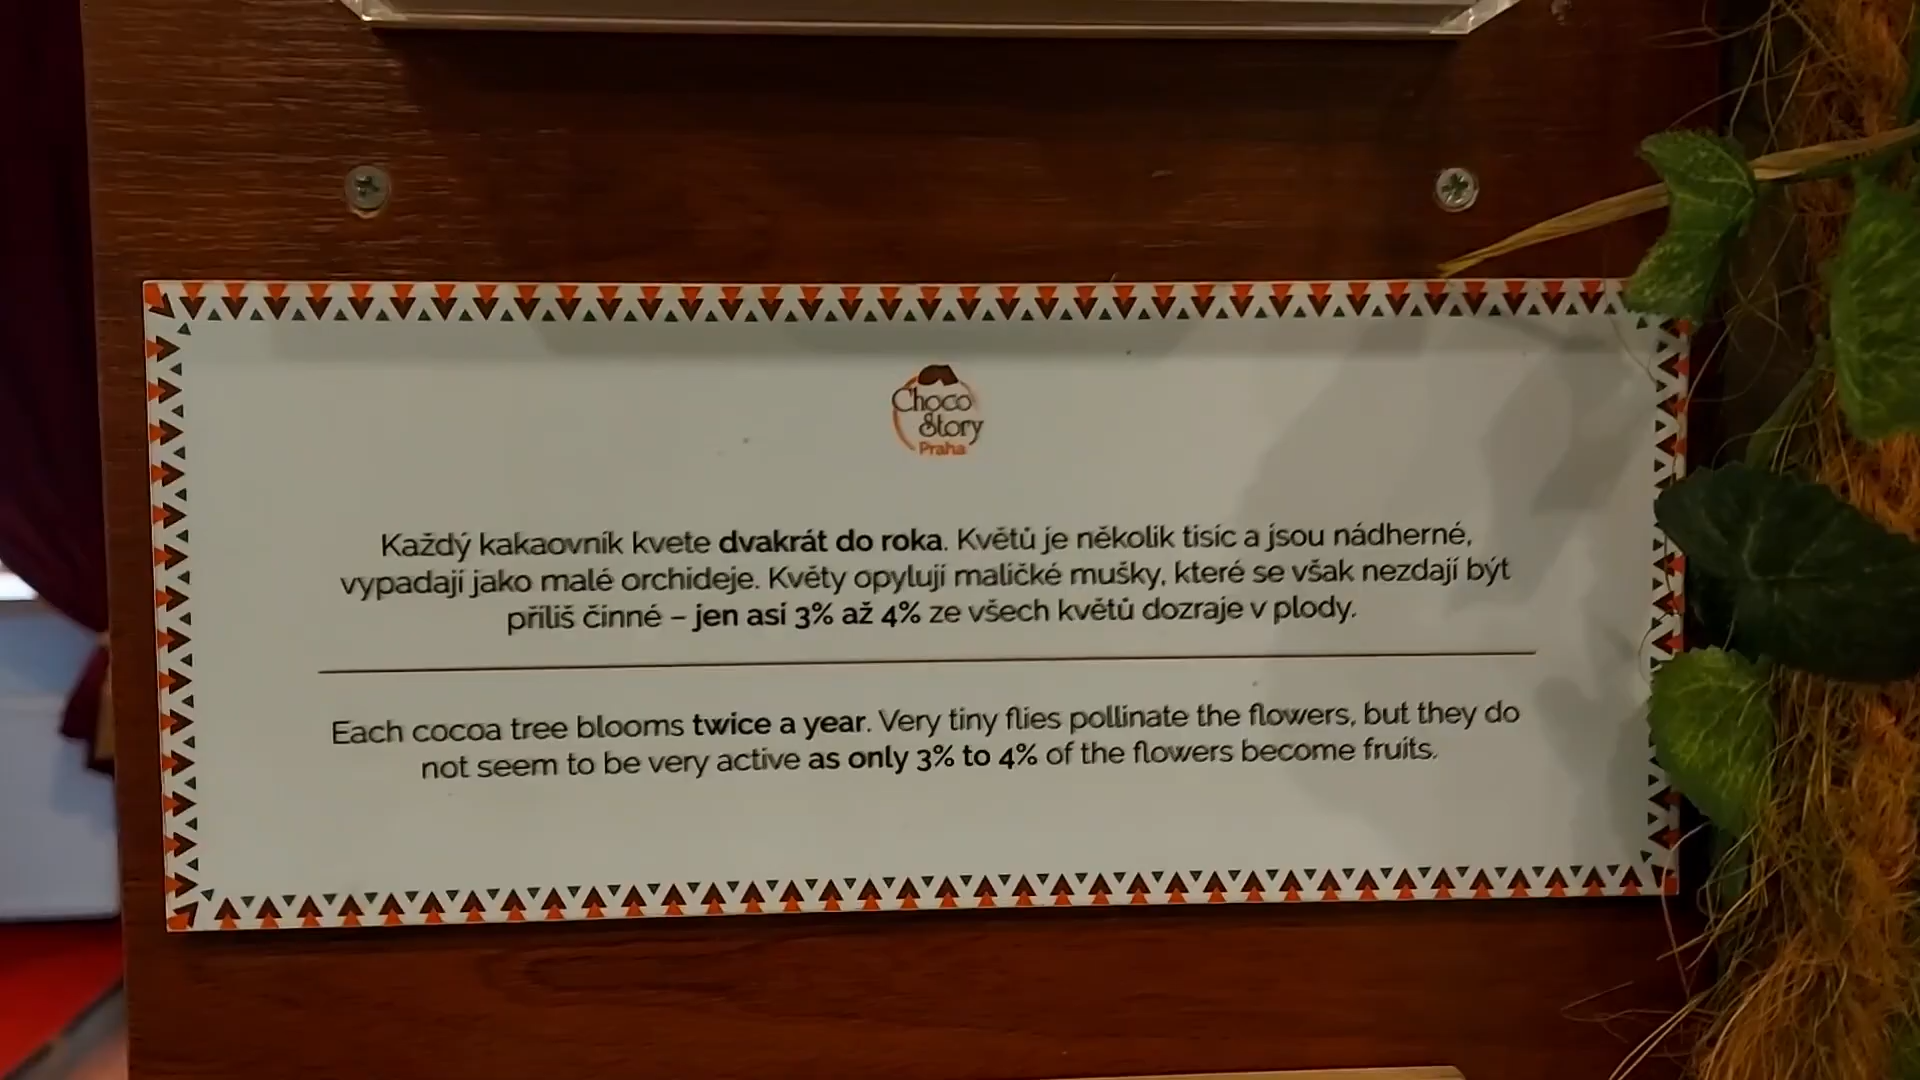 Choco
Story
Praha
Každý kakaovník kvete dvakrát do roka. Květů je několik tisíc a jsou nádherné,
vypadají jako malé orchideje. Květy opylují maličké mušky, které se však nezdají být
příliš činné – jen asi 3% až 4% ze všech květů dozraje v plody.
Each cocoa tree blooms twice a year. Very tiny flies pollinate the flowers, but they do
not seem to be very active as only 3% to 4% of the flowers become fruits.